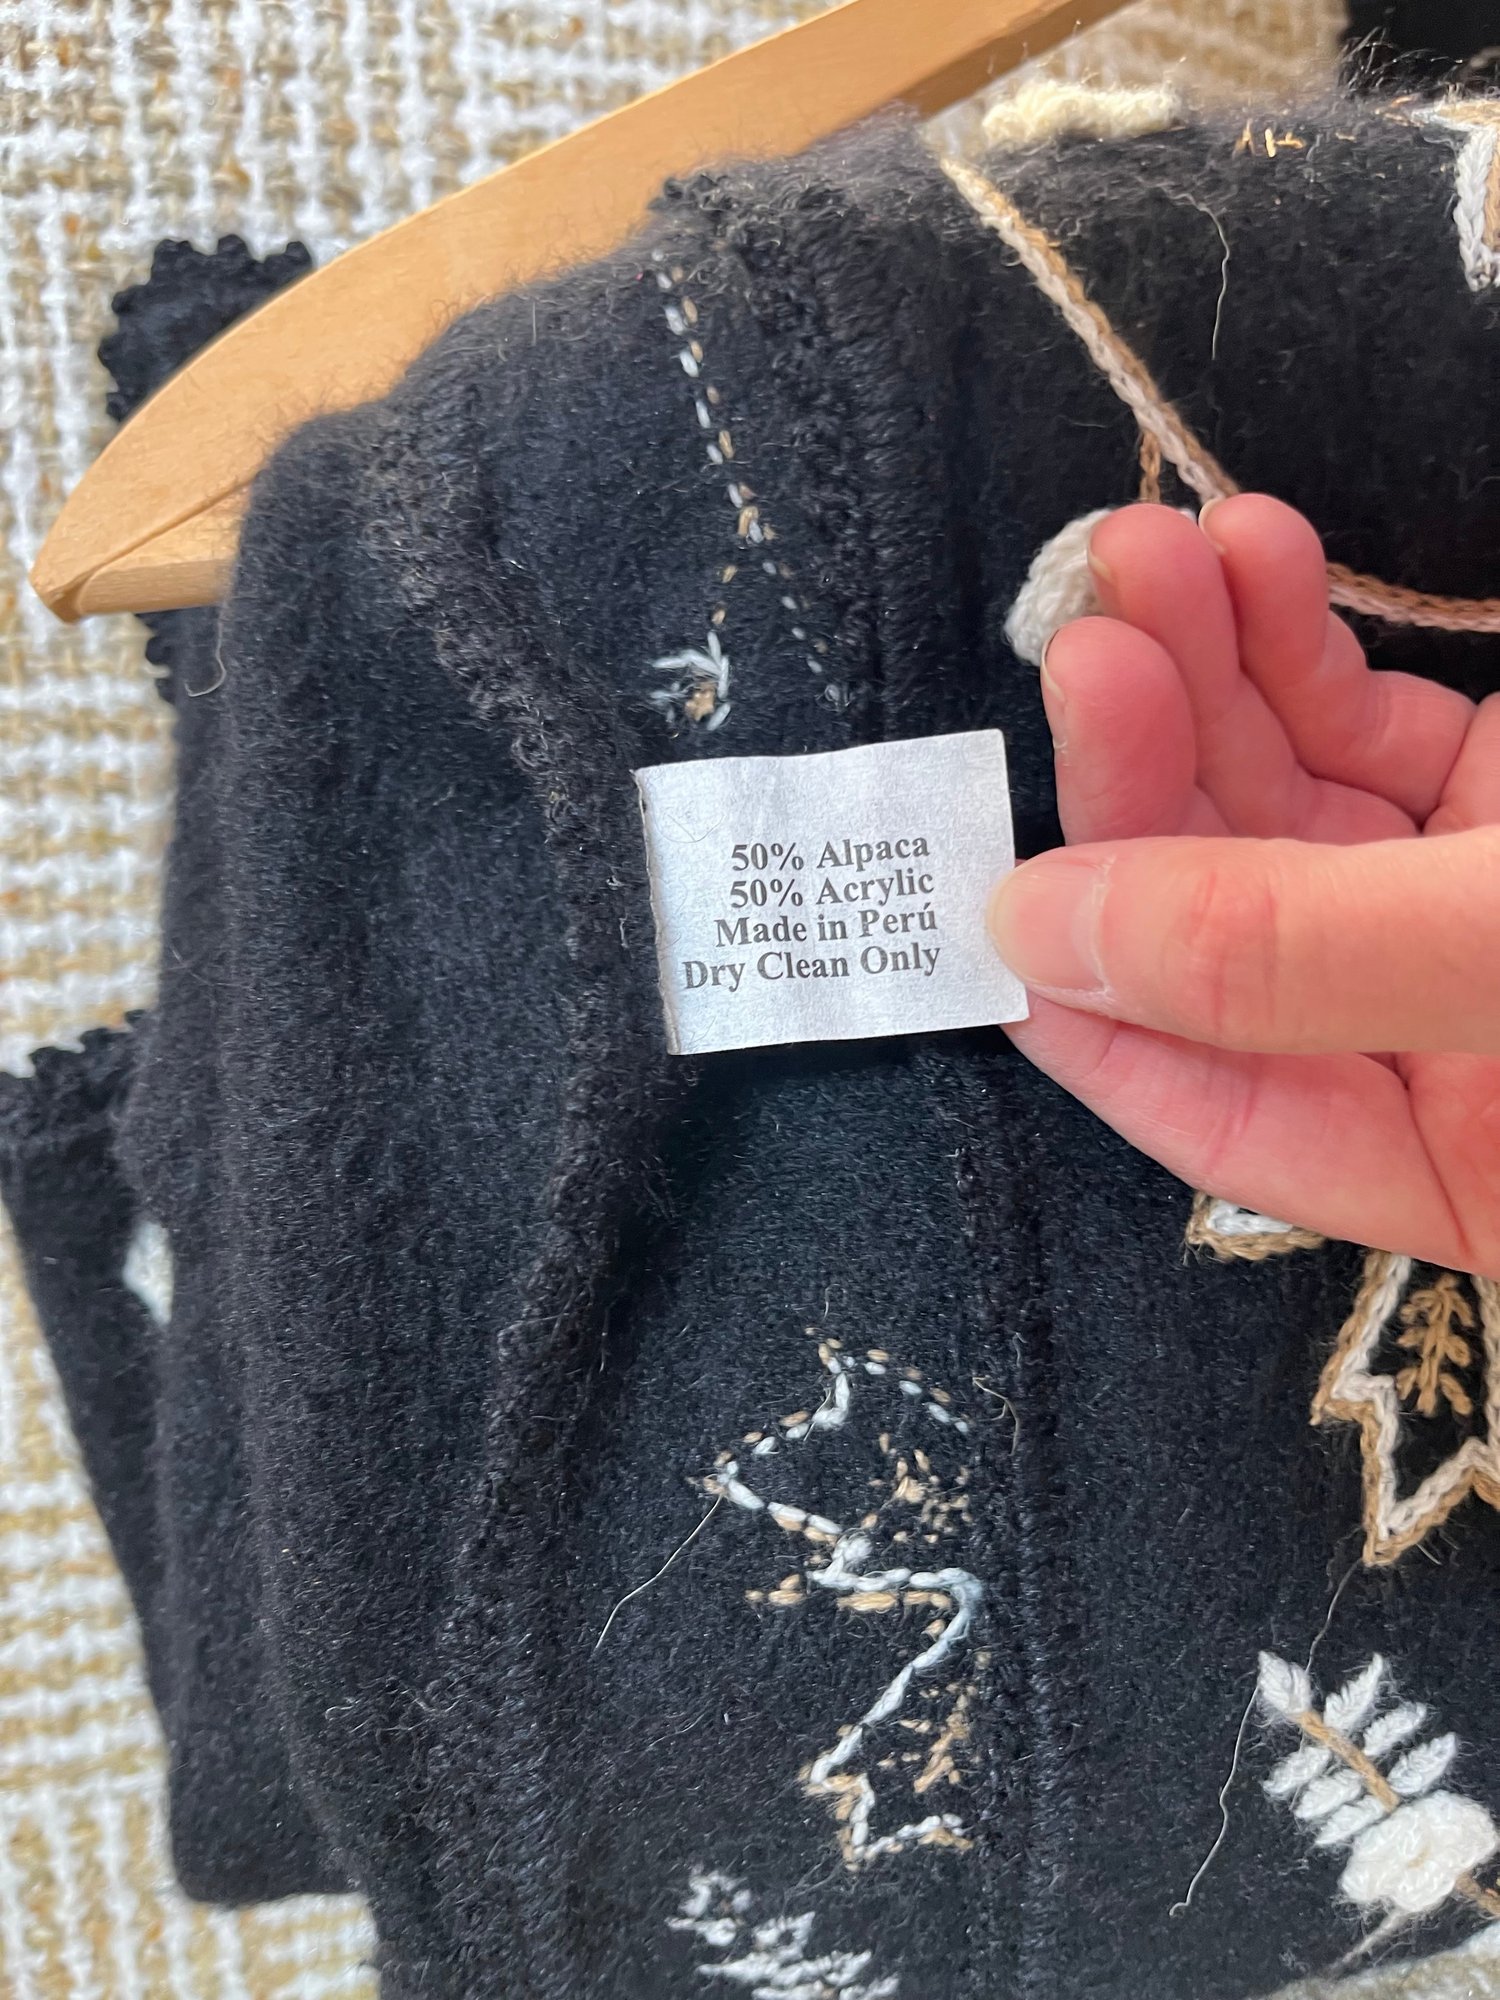 50% Alpaca
50% Acrylic
Made in Perú
Dry Clean Only